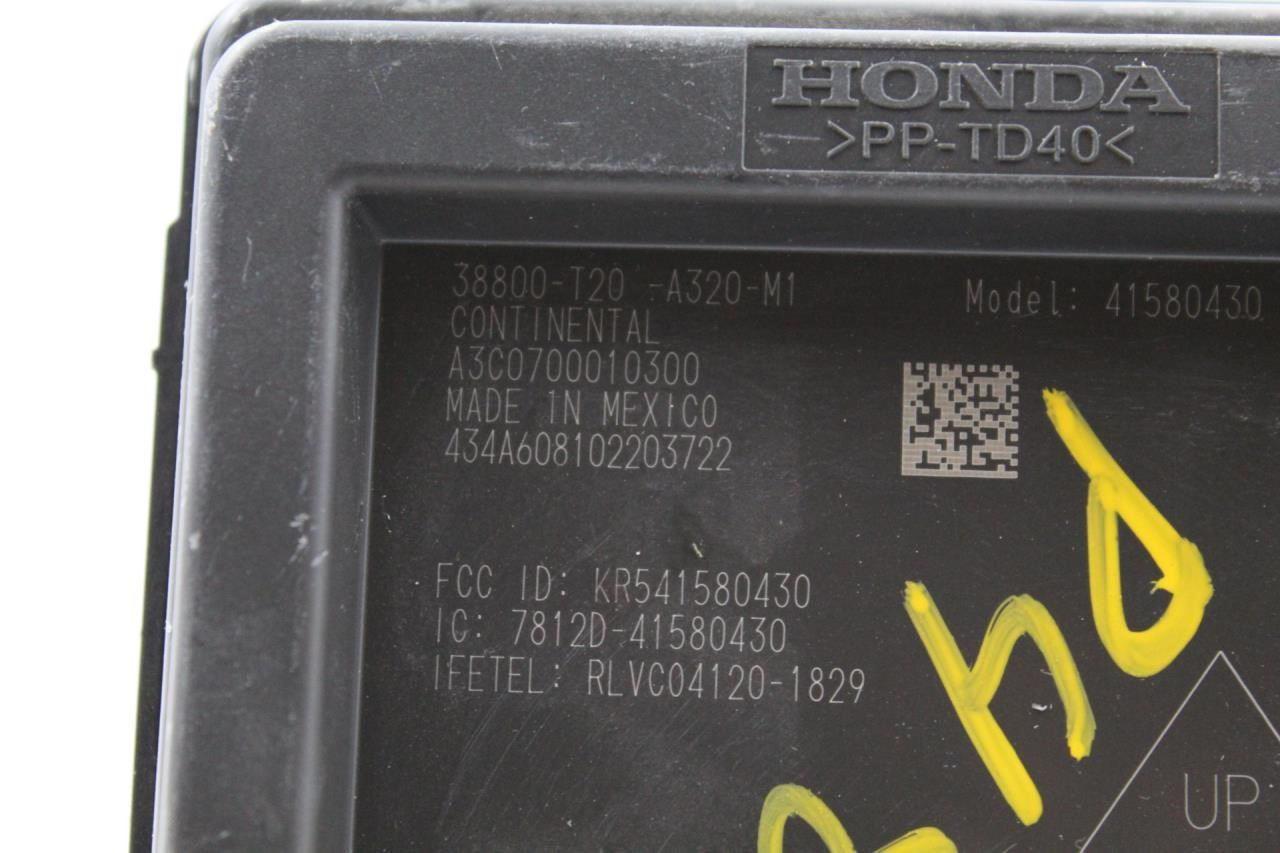 HONDA
>PP-TD40<
38800-T20 -A320-M1
Model: 41580430
CONTINENTAL
A3C0700010300
MADE IN MEXICO
434A608102203722
FCC ID: KR541580430
IC: 7812D-41580430
IFETEL: RLVC04120-1829
UP